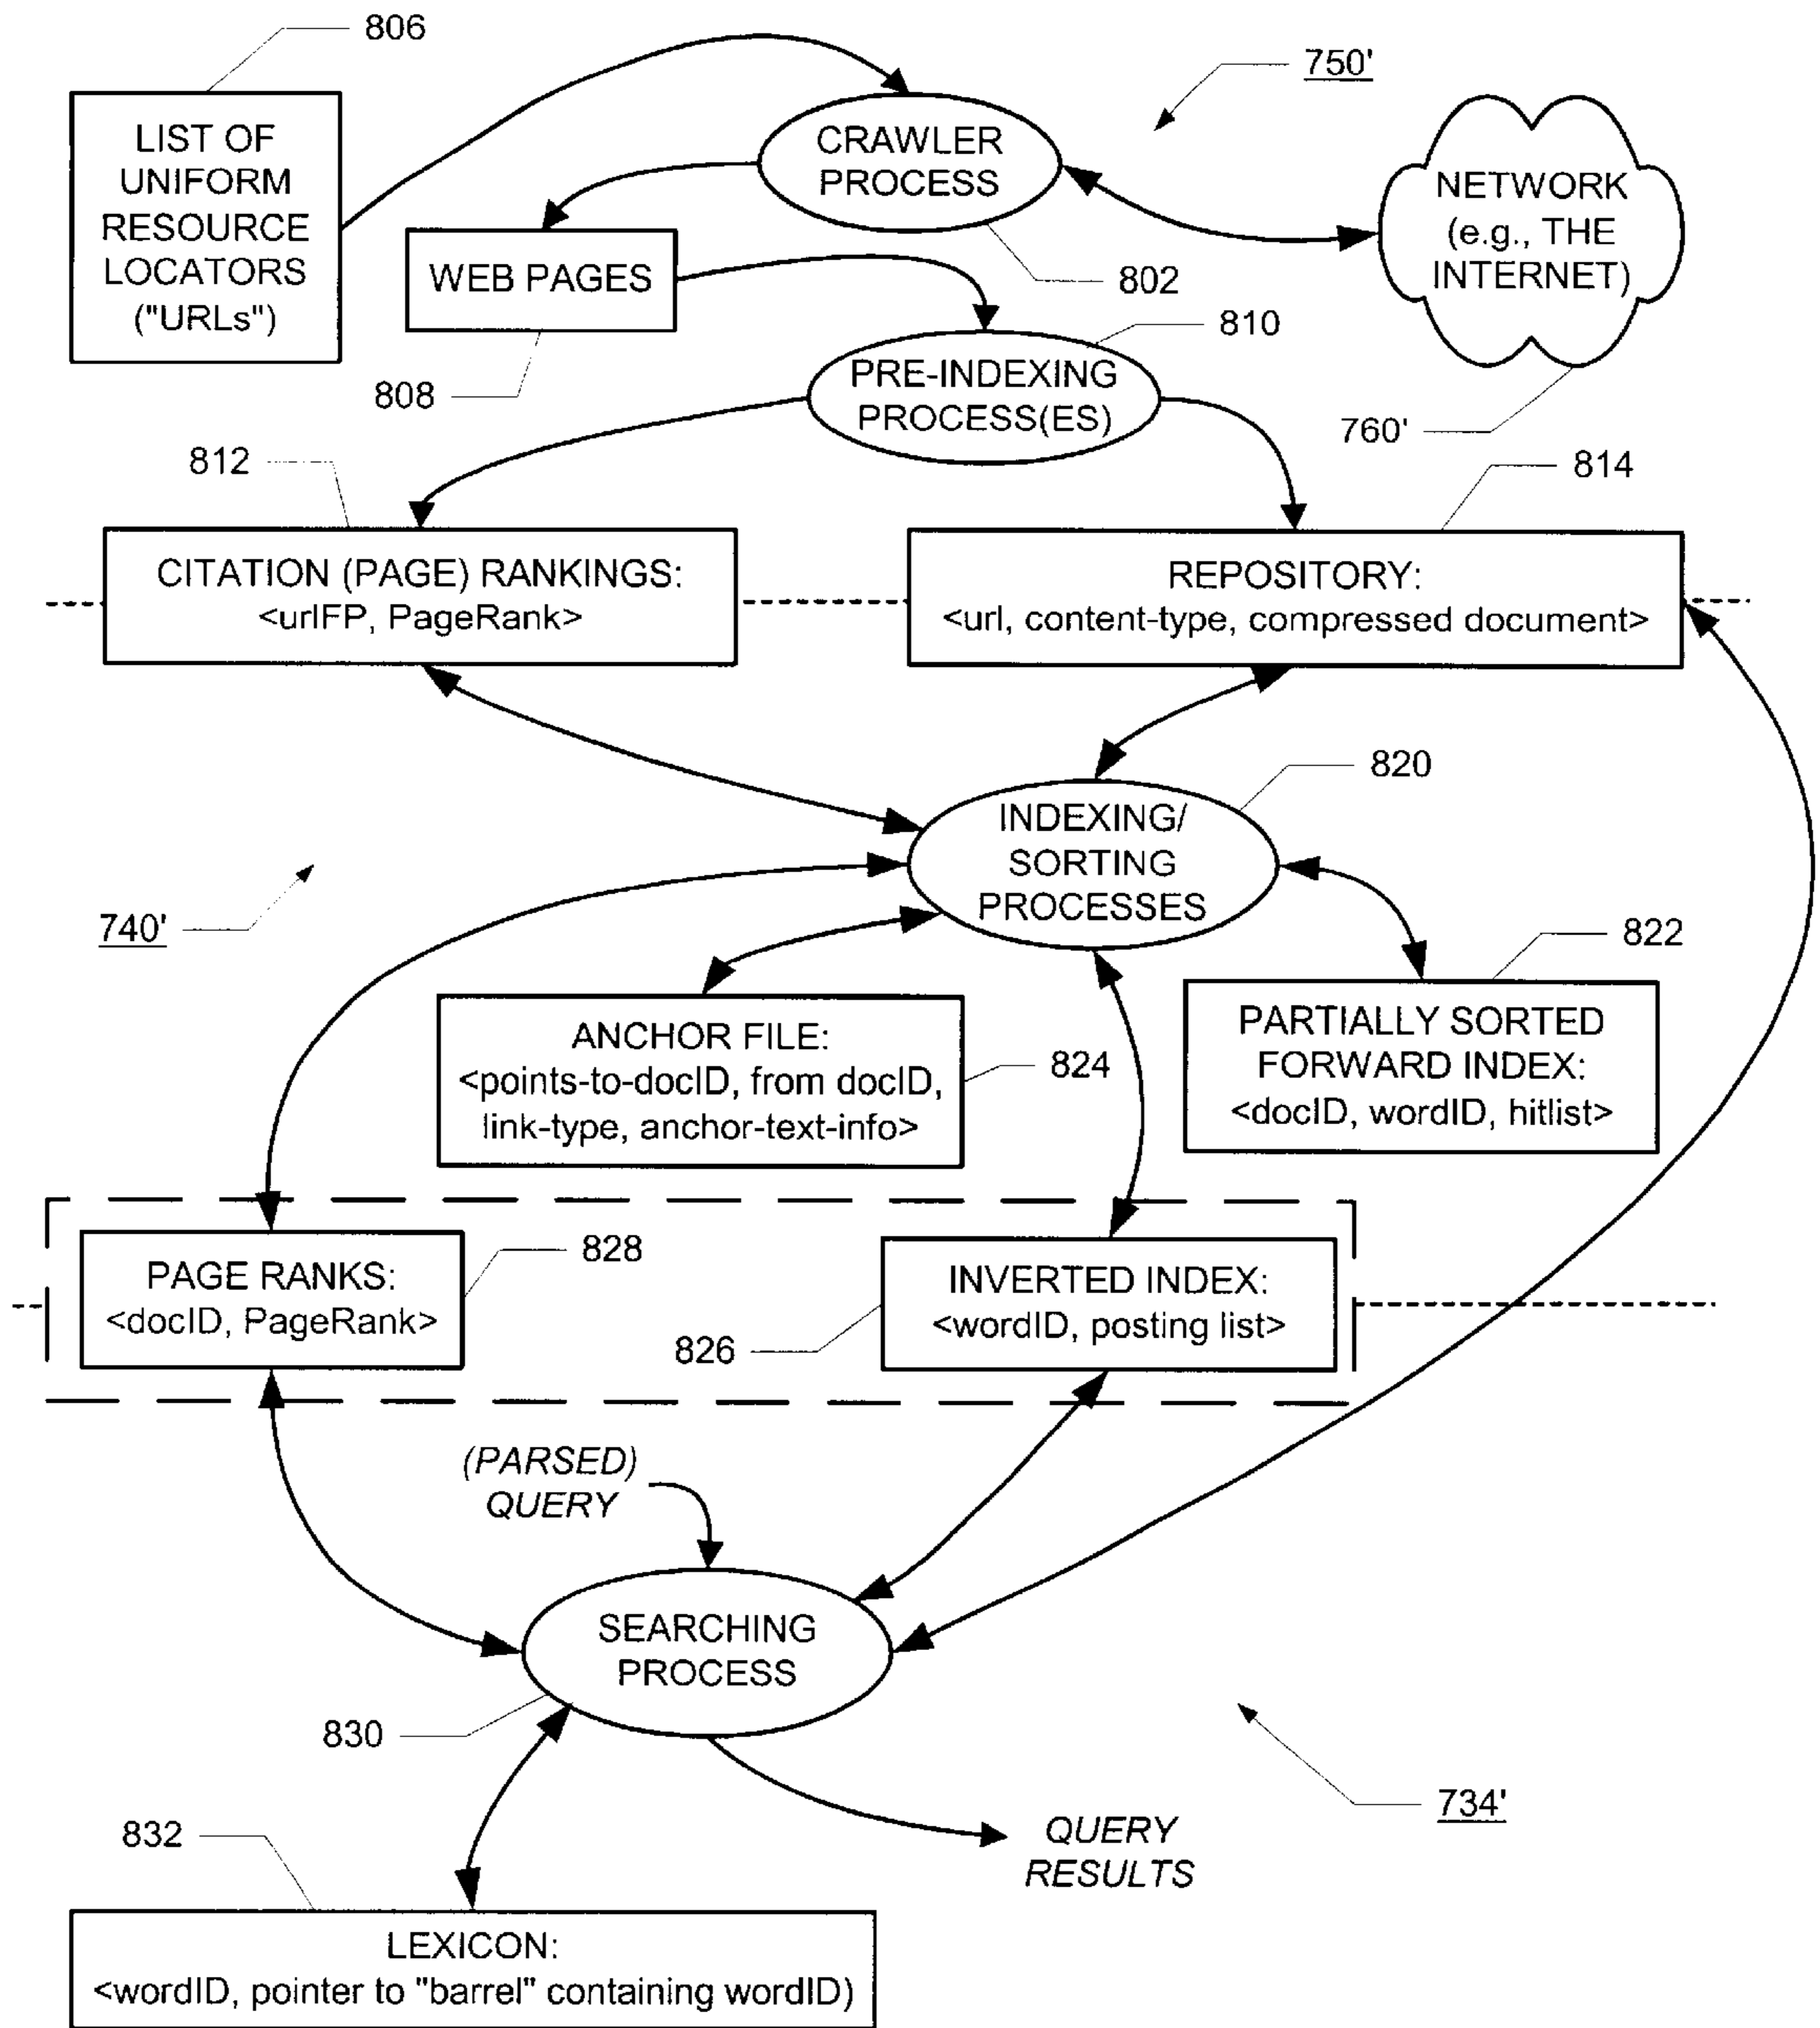 806
750'
LIST OF
UNIFORM
RESOURCE
LOCATORS
("URLs")
CRAWLER
PROCESS
NETWORK
(e.g., THE
INTERNET)
WEB PAGES
802
810
808
PRE-INDEXING
PROCESS(ES)
760'
812
814
CITATION (PAGE) RANKINGS:
<urlFP, PageRank>
REPOSITORY:
<url, content-type, compressed document>
820
INDEXING/
SORTING
PROCESSES
740'
822
ANCHOR FILE:
<points-to-docID, from docID,
link-type, anchor-text-info>
824
PARTIALLY SORTED
FORWARD INDEX:
<docID, wordID, hitlist>
PAGE RANKS:
<docID, PageRank>
828
INVERTED INDEX:
<wordID, posting list>
826
(PARSED)
QUERY
SEARCHING
PROCESS
830
734'
832
QUERY
RESULTS
LEXICON:
<wordID, pointer to "barrel" containing wordID)